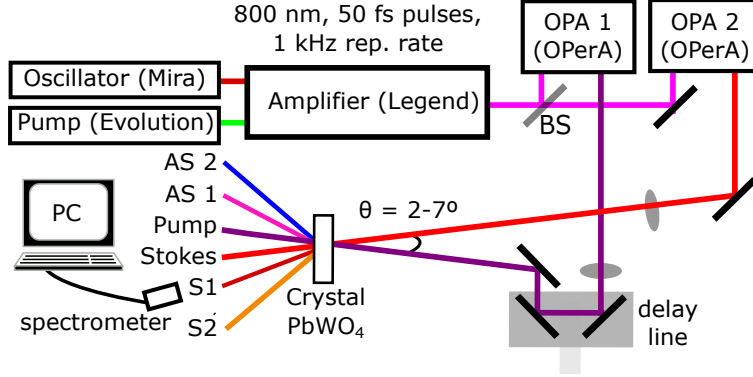 800 nm, 50 fs pulses,
1 kHz rep. rate
OPA 1
(OPerA)
OPA 2
(OPerA)
Oscillator (Mira)
Amplifier (Legend)
Pump (Evolution)
BS
AS 2
AS 1
PC
Pump
θ = 2-7º
Stokes
S1
Crystal
PbWO₄
spectrometer
S2
delay
line